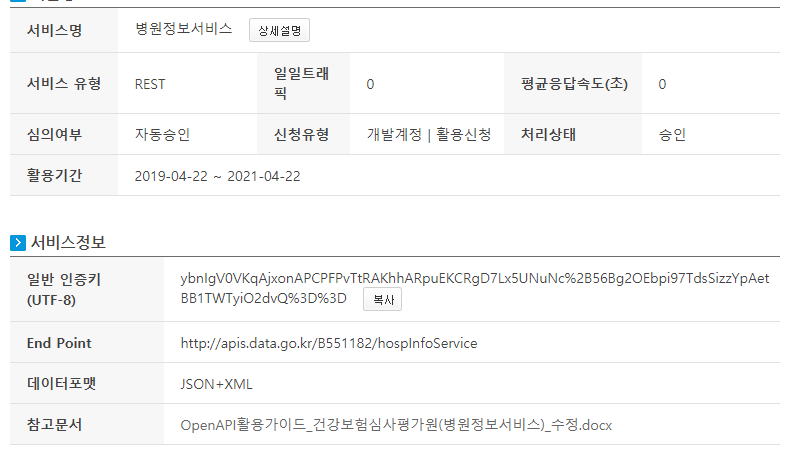 서비스명 병원정보서비스 상세설명
서비스 유형 REST 일일트래픽 0 평균응답속도(초) 0
심의여부 자동승인 신청유형 개발계정 | 활용신청 처리상태 승인
활용기간 2019-04-22 ~ 2021-04-22
서비스정보
일반 인증키
(UTF-8)
ybnIgV0VKqAjxonAPCPFPvTtRAKhhARpuEKCRgD7Lx5UNuNc%2B56Bg2OEbpi97TdsSizzYpAet
BB1TWTyiO2dvQ%3D%3D 복사
End Point http://apis.data.go.kr/B551182/hospInfoService
데이터포맷 JSON+XML
참고문서 OpenAPI활용가이드_건강보험심사평가원(병원정보서비스)_수정.docx